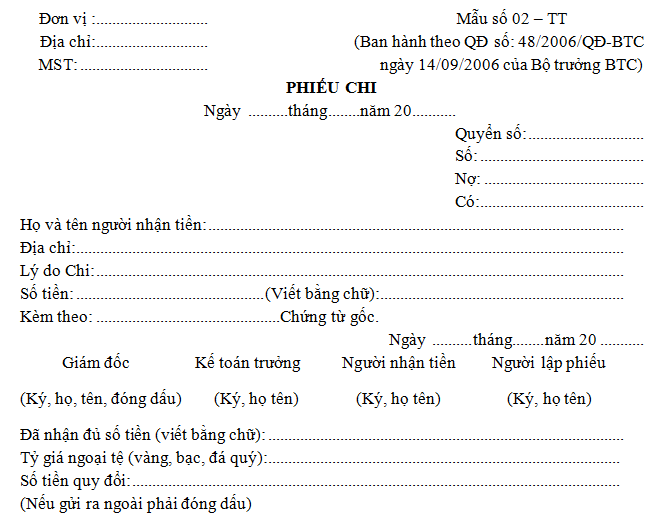 Đơn vị :............................ Mẫu số 02 – TT
Địa chỉ:............................ (Ban hành theo QĐ số: 48/2006/QĐ-BTC
MST: ................................ ngày 14/09/2006 của Bộ trưởng BTC)
PHIẾU CHI
Ngày ..........tháng........năm 20...........
Quyển số:.............................
Số: .........................................
Nợ: ........................................
Có:.........................................
Họ và tên người nhận tiền:........................................................................................................
Địa chỉ:.........................................................................................................................................
Lý do Chi:....................................................................................................................................
Số tiền: ...............................................(Viết bằng chữ):.............................................................
Kèm theo: ..............................................Chứng từ gốc.
Ngày ..........tháng........năm 20 ...........
Giám đốc Kế toán trưởng Người nhận tiền Người lập phiếu
(Ký, họ, tên, đóng dấu) (Ký, họ tên) (Ký, họ tên) (Ký, họ tên)
Đã nhận đủ số tiền (viết bằng chữ): .........................................................................................
Tỷ giá ngoại tệ (vàng, bạc, đá quý):........................................................................................
Số tiền quy đổi:..........................................................................................................................
(Nếu gửi ra ngoài phải đóng dấu)